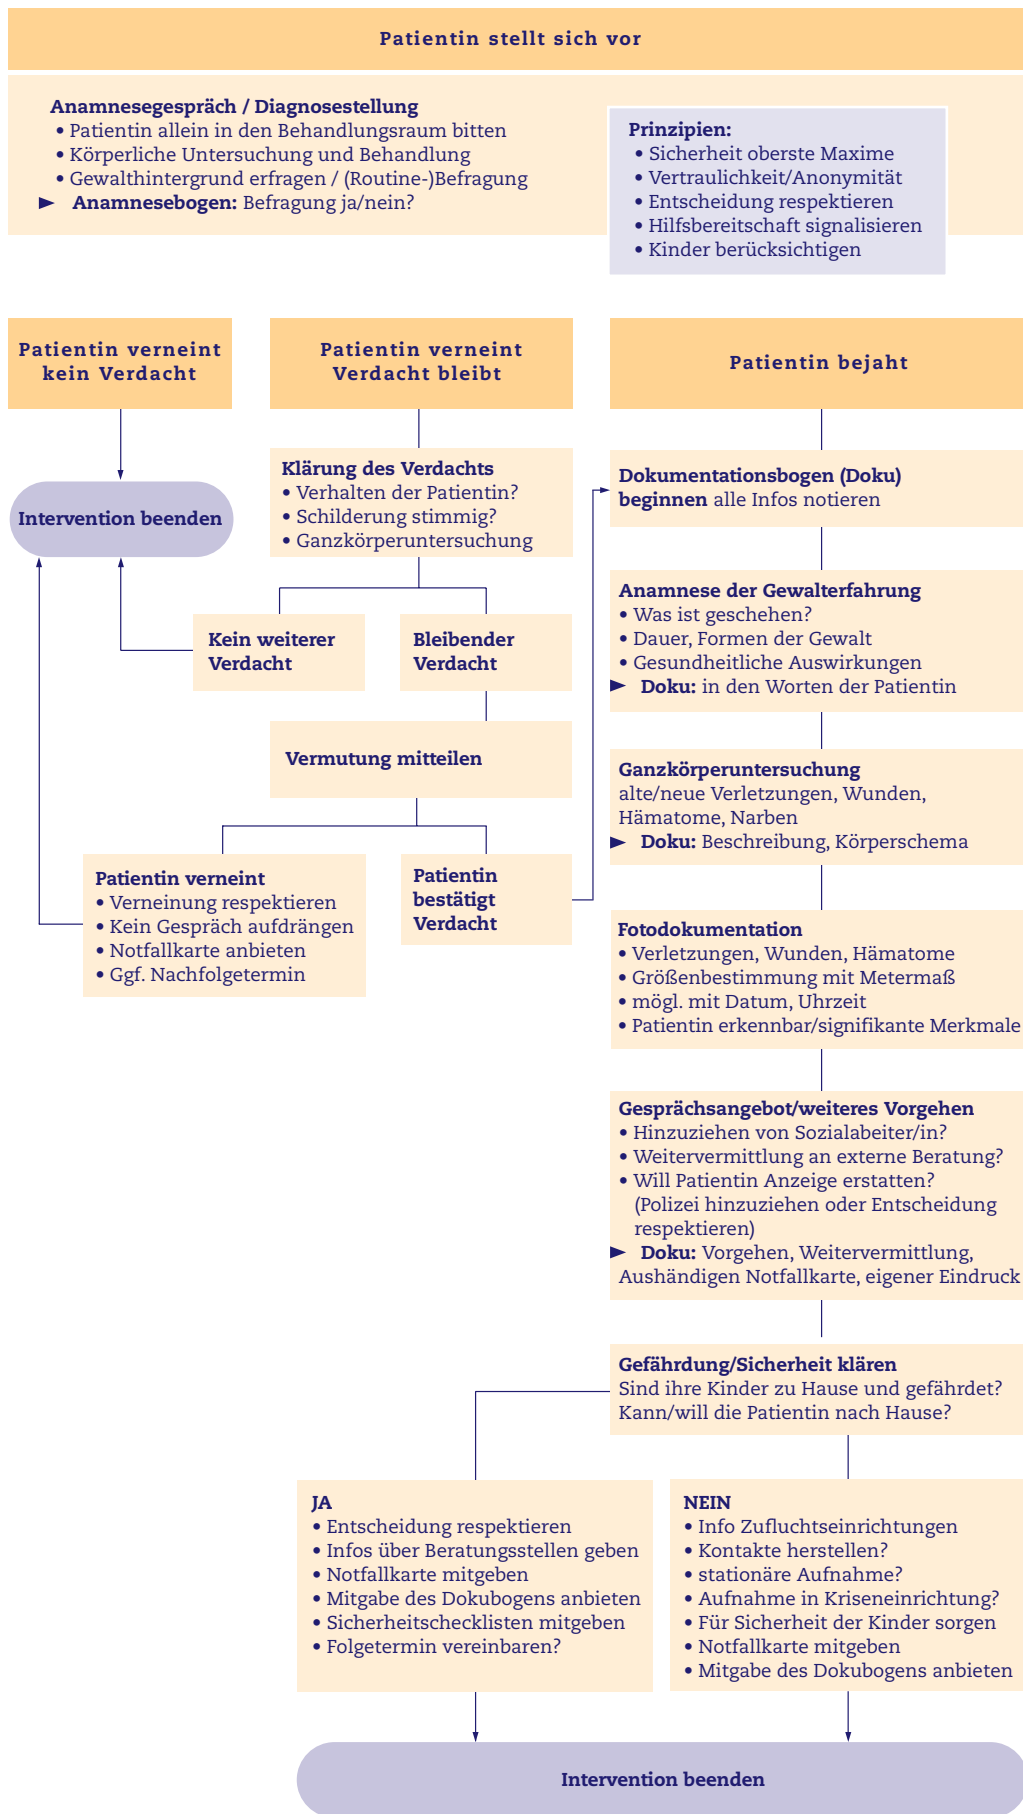 Patientin stellt sich vor
Anamnesegespräch / Diagnosestellung
• Patientin allein in den Behandlungsraum bitten
• Körperliche Untersuchung und Behandlung
• Gewalthintergrund erfragen / (Routine-)Befragung
► Anamnesebogen: Befragung ja/nein?
Prinzipien:
• Sicherheit oberste Maxime
• Vertraulichkeit/Anonymität
• Entscheidung respektieren
• Hilfsbereitschaft signalisieren
• Kinder berücksichtigen
Patientin verneint
kein Verdacht
Intervention beenden
Patientin verneint
Verdacht bleibt
Klärung des Verdachts
• Verhalten der Patientin?
• Schilderung stimmig?
• Ganzkörperuntersuchung
Kein weiterer
Verdacht
Bleibender
Verdacht
Vermutung mitteilen
Patientin verneint
• Verneinung respektieren
• Kein Gespräch aufdrängen
• Notfallkarte anbieten
• Ggf. Nachfolgetermin
Patientin
bestätigt
Verdacht
Patientin bejaht
Dokumentationsbogen (Doku)
beginnen alle Infos notieren
Anamnese der Gewalterfahrung
• Was ist geschehen?
• Dauer, Formen der Gewalt
• Gesundheitliche Auswirkungen
► Doku: in den Worten der Patientin
Ganzkörperuntersuchung
alte/neue Verletzungen, Wunden,
Hämatome, Narben
► Doku: Beschreibung, Körperschema
Fotodokumentation
• Verletzungen, Wunden, Hämatome
• Größenbestimmung mit Metermaß
• mögl. mit Datum, Uhrzeit
• Patientin erkennbar/signifikante Merkmale
Gesprächsangebot/weiteres Vorgehen
• Hinzuziehen von Sozialabeiter/in?
• Weitervermittlung an externe Beratung?
• Will Patientin Anzeige erstatten?
(Polizei hinzuziehen oder Entscheidung
respektieren)
► Doku: Vorgehen, Weitervermittlung,
Aushändigen Notfallkarte, eigener Eindruck
Gefährdung/Sicherheit klären
Sind ihre Kinder zu Hause und gefährdet?
Kann/will die Patientin nach Hause?
JA
• Entscheidung respektieren
• Infos über Beratungsstellen geben
• Notfallkarte mitgeben
• Mitgabe des Dokubogens anbieten
• Sicherheitschecklisten mitgeben
• Folgetermin vereinbaren?
NEIN
• Info Zufluchtseinrichtungen
• Kontakte herstellen?
• stationäre Aufnahme?
• Aufnahme in Kriseneinrichtung?
• Für Sicherheit der Kinder sorgen
• Notfallkarte mitgeben
• Mitgabe des Dokubogens anbieten
Intervention beenden